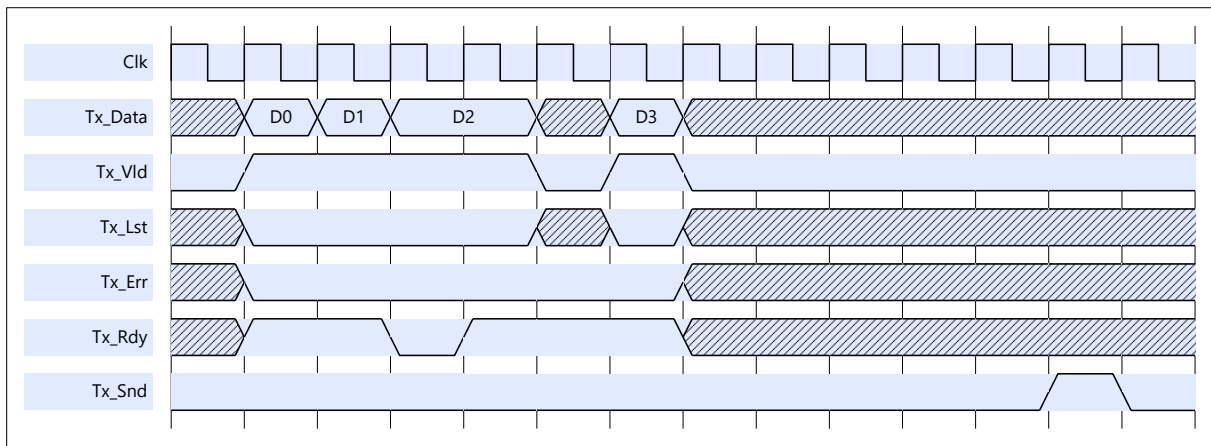 Clk
Tx_Data D0 D1 D2 D3
Tx_Vld
Tx_Lst
Tx_Err
Tx_Rdy
Tx_Snd